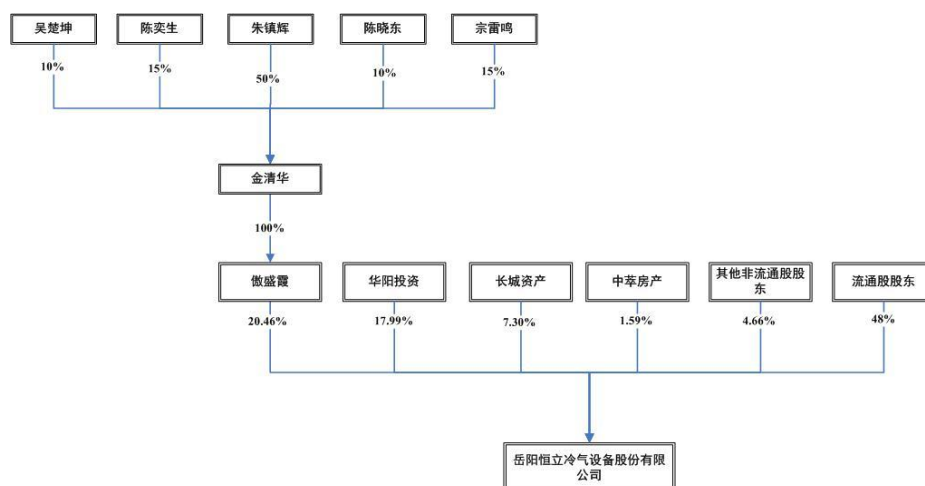 吴楚坤
陈奕生
朱镇辉
陈晓东
宗雷鸣
10%
15%
50%
10%
15%
金清华
100%
傲盛霞
华阳投资
长城资产
中萃房产
其他非流通股股
东
流通股股东
20.46%
17.99%
7.30%
1.59%
4.66%
48%
岳阳恒立冷气设备股份有限
公司